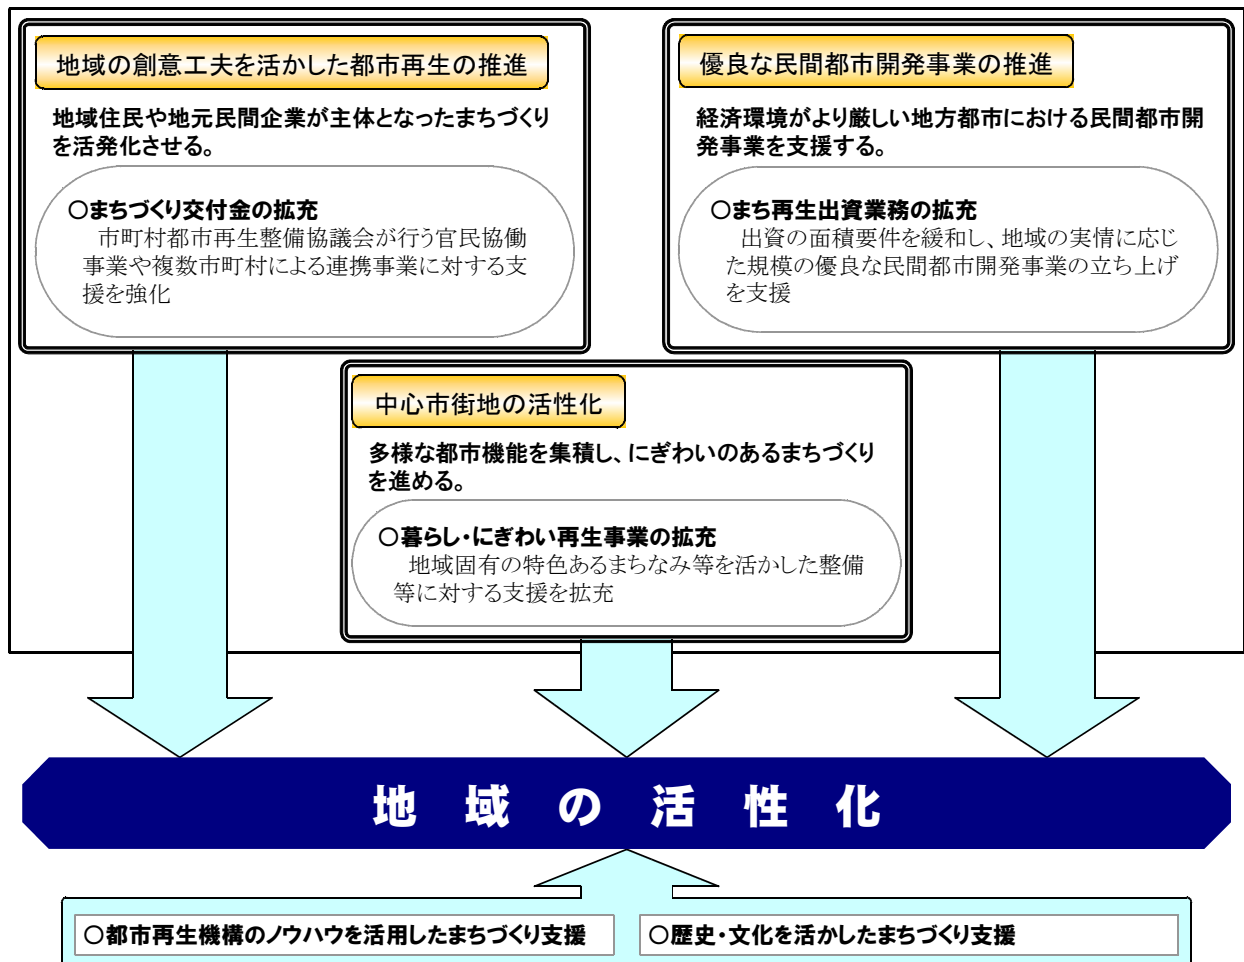 地域の創意工夫を活かした都市再生の推進
地域住民や地元民間企業が主体となったまちづくり
を活発化させる。
○まちづくり交付金の拡充
市町村都市再生整備協議会が行う官民協働
事業や複数市町村による連携事業に対する支
援を強化
優良な民間都市開発事業の推進
経済環境がより厳しい地方都市における民間都市開
発事業を支援する。
○まち再生出資業務の拡充
出資の面積要件を緩和し、地域の実情に応じ
た規模の優良な民間都市開発事業の立ち上げ
を支援
中心市街地の活性化
多様な都市機能を集積し、にぎわいのあるまちづくり
を進める。
○暮らし・にぎわい再生事業の拡充
地域固有の特色あるまちなみ等を活かした整備
等に対する支援を拡充
地域の活性化
○都市再生機構のノウハウを活用したまちづくり支援
○歴史・文化を活かしたまちづくり支援